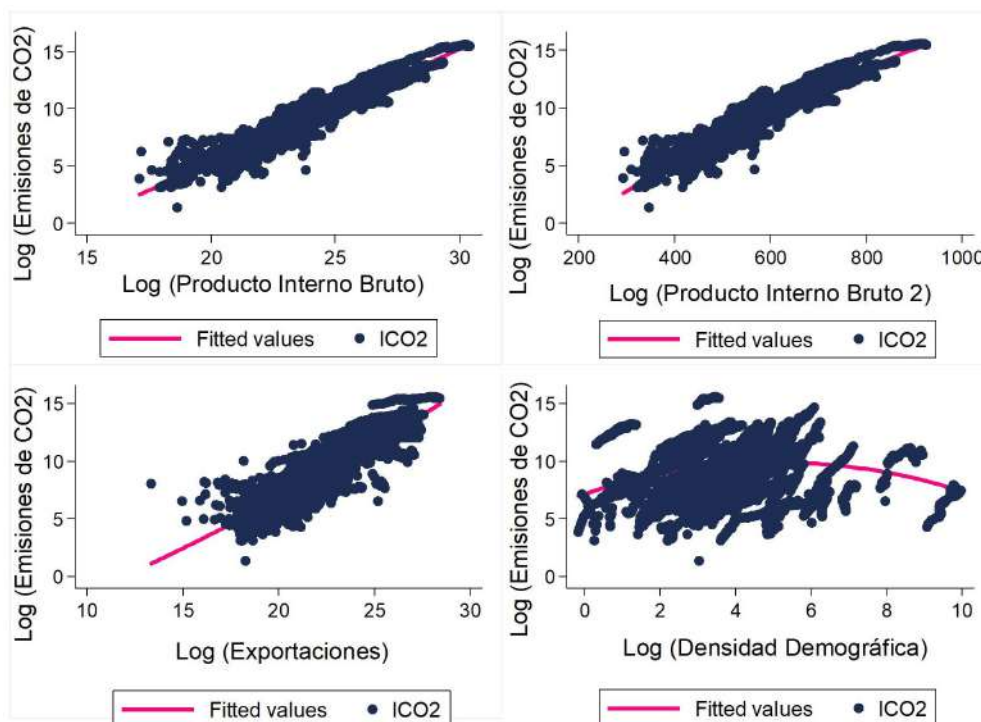 Log (Emisiones de CO2)
15
10
5
0
15 20 25 30
Log (Producto Interno Bruto)
Fitted values ICO2
Log (Emisiones de CO2)
15
10
5
0
200 400 600 800 1000
Log (Producto Interno Bruto 2)
Fitted values ICO2
Log (Emisiones de CO2)
15
10
5
0
10 15 20 25 30
Log (Exportaciones)
Fitted values ICO2
Log (Emisiones de CO2)
15
10
5
0
0 2 4 6 8 10
Log (Densidad Demográfica)
Fitted values ICO2